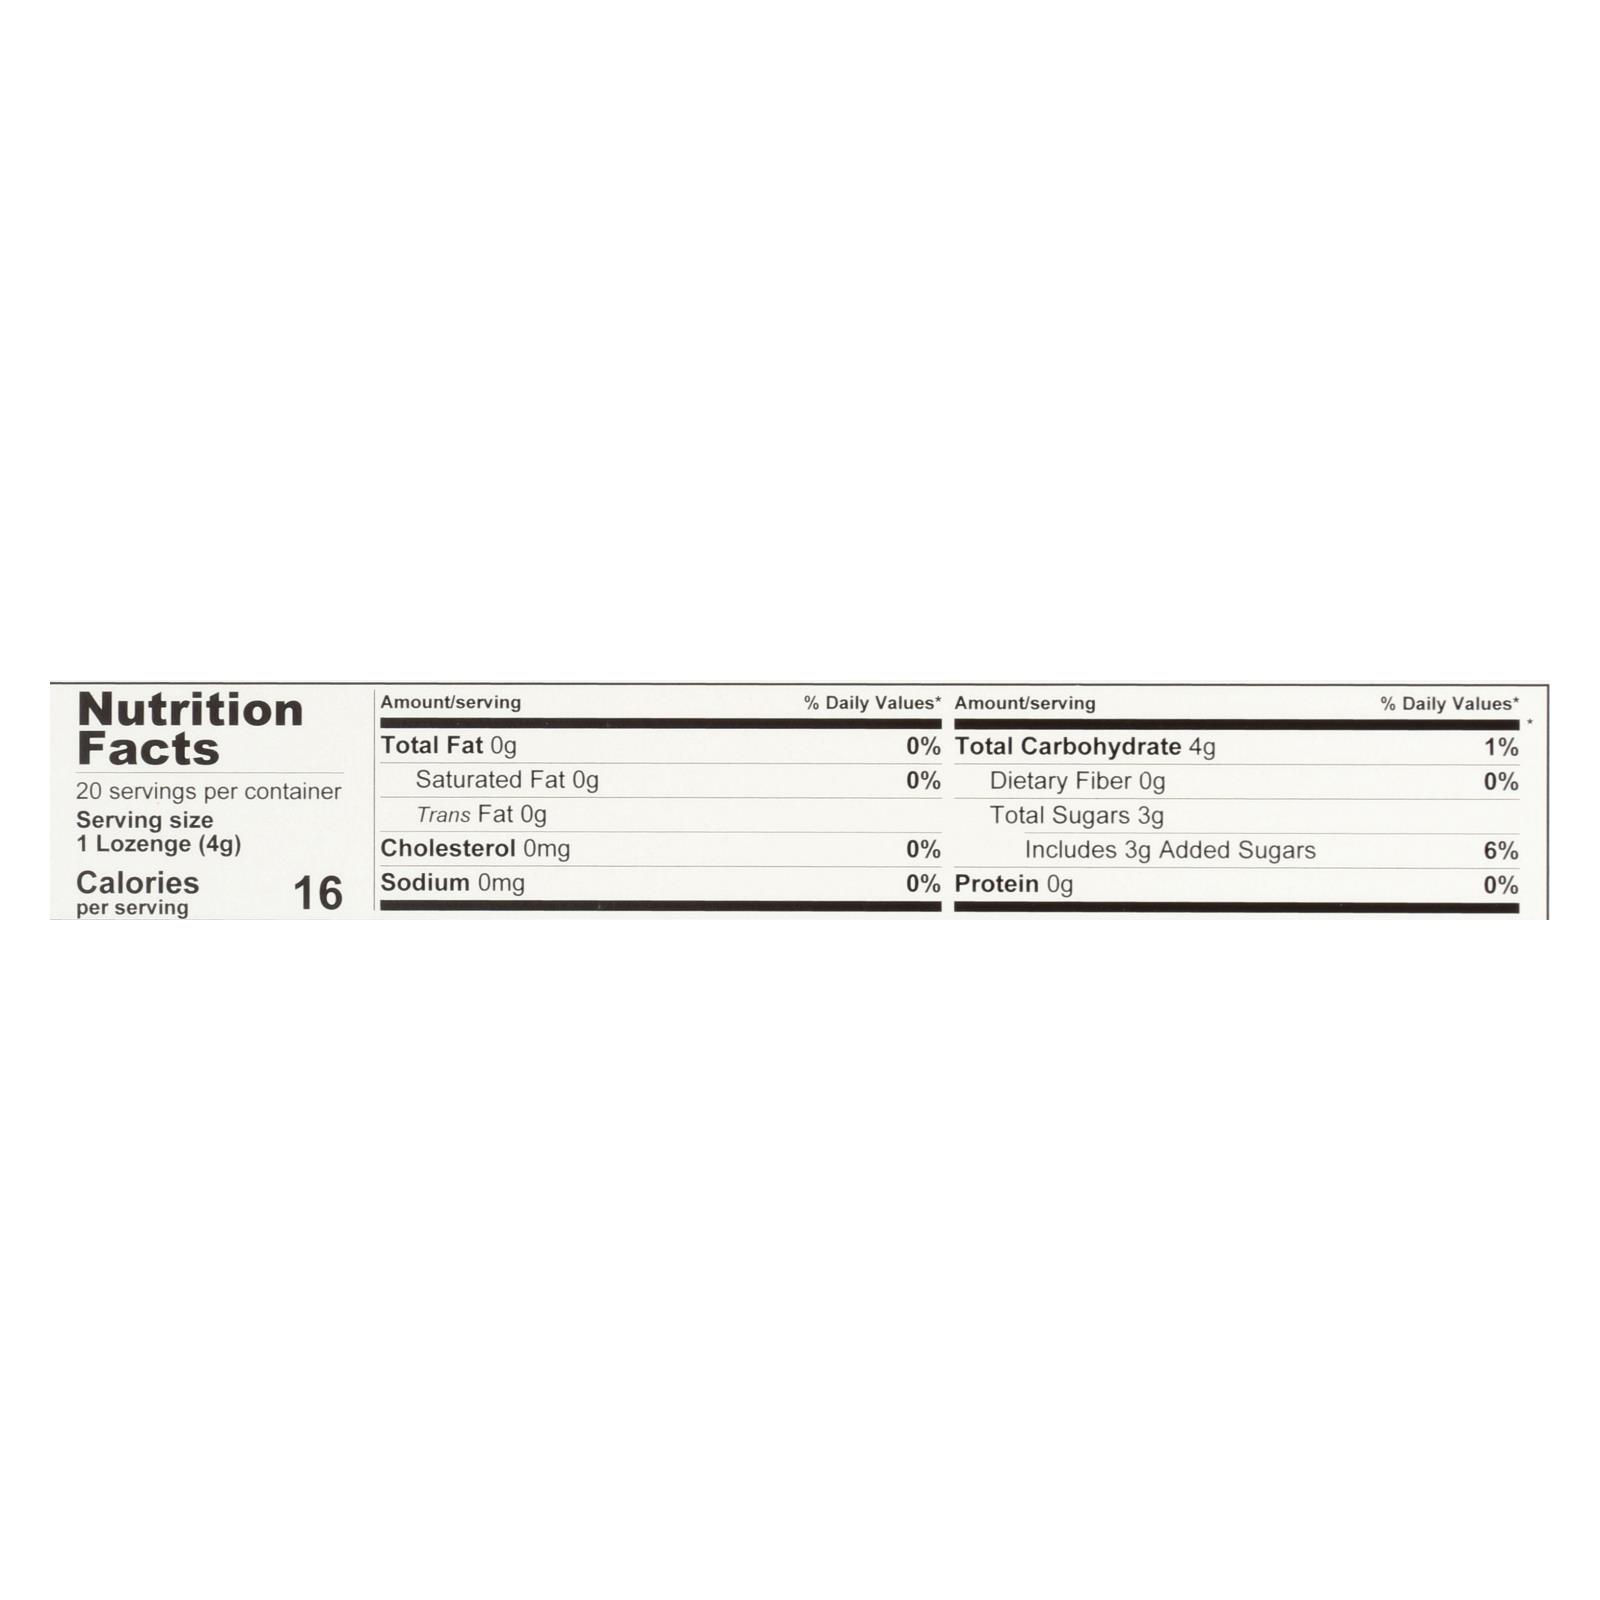 Nutrition
Facts
20 servings per container
Serving size
1 Lozenge (4g)
Calories 16
per serving
Amount/serving % Daily Values*
Total Fat 0g 0%
Saturated Fat 0g 0%
Trans Fat 0g
Cholesterol 0mg 0%
Sodium 0mg 0%
Amount/serving % Daily Values*
*
Total Carbohydrate 4g 1%
Dietary Fiber 0g 0%
Total Sugars 3g
Includes 3g Added Sugars 6%
Protein 0g 0%